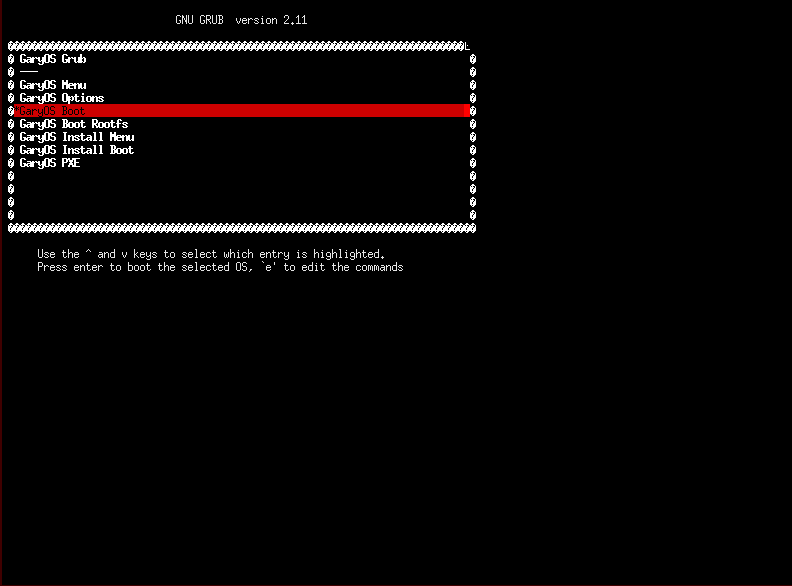 GNU GRUB  version 2.11
GaryOS Grub
---
GaryOS Menu
GaryOS Options
*GaryOS Boot
GaryOS Boot Rootfs
GaryOS Install Menu
GaryOS Install Boot
GaryOS PXE
Use the ^ and v keys to select which entry is highlighted.
Press enter to boot the selected OS, `e' to edit the commands